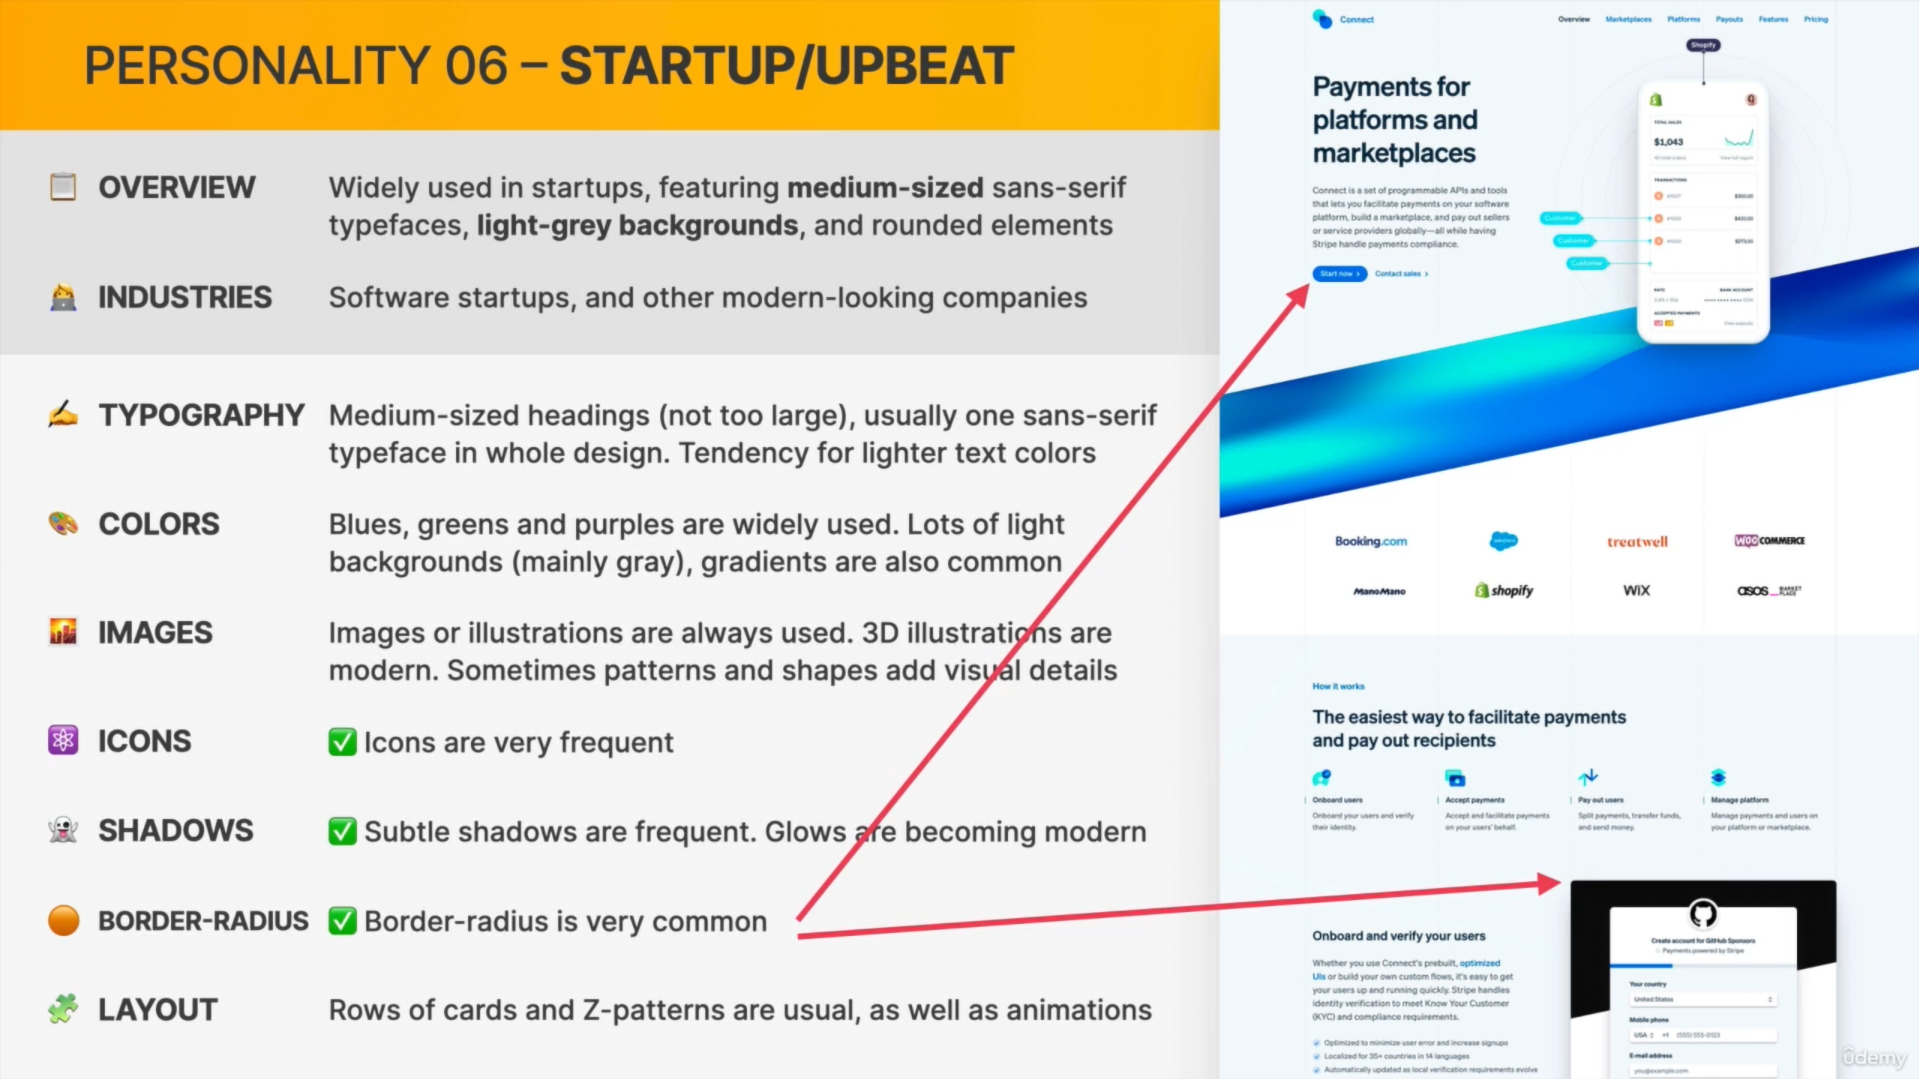 PERSONALITY 06 – STARTUP/UPBEAT
OVERVIEW
Widely used in startups, featuring medium-sized sans-serif
typefaces, light-grey backgrounds, and rounded elements
INDUSTRIES
Software startups, and other modern-looking companies
TYPOGRAPHY
Medium-sized headings (not too large), usually one sans-serif
typeface in whole design. Tendency for lighter text colors
COLORS
Blues, greens and purples are widely used. Lots of light
backgrounds (mainly gray), gradients are also common
IMAGES
Images or illustrations are always used. 3D illustrations are
modern. Sometimes patterns and shapes add visual details
ICONS
Icons are very frequent
SHADOWS
Subtle shadows are frequent. Glows are becoming modern
BORDER-RADIUS
Border-radius is very common
LAYOUT
Rows of cards and Z-patterns are usual, as well as animations
Connect
Overview Marketplaces Platforms Payouts Features Pricing
Shopify
Payments for
platforms and
marketplaces
Connect is a set of programmable APIs and tools
that lets you facilitate payments on your software
platform, build a marketplace, and pay out sellers
or service providers globally—all while having
Stripe handle payments compliance.
Start now
Contact sales
TOTAL SALES
$1,043
View full report
TRANSACTIONS
Customer
Customer
Customer
RATE BANK ACCOUNT
ACCEPTED PAYMENTS
View payouts
Booking.com
salesforce
treatwell
WOO COMMERCE
ManoMano
shopify
WiX
asos MARKET PLACE
How it works
The easiest way to facilitate payments
and pay out recipients
Onboard users
Onboard your users and verify
their identity.
Accept payments
Accept and facilitate payments
on your users' behalf.
Pay out users
Split payments, transfer funds,
and send money.
Manage platform
Manage payments and users on
your platform or marketplace.
Onboard and verify your users
Whether you use Connect's prebuilt, optimized
UIs or build your own custom flows, it's easy to get
your users up and running quickly. Stripe handles
identity verification to meet Know Your Customer
(KYC) and compliance requirements.
Optimized to minimize user error and increase signups
Localized for 35+ countries in 14 languages
Automatically updated as local verification requirements evolve
Create account for GitHub Sponsors
Payments powered by Stripe
Your country
United States
Mobile phone
USA +1 (555) 555-0123
E-mail address
you@example.com
ûdemy